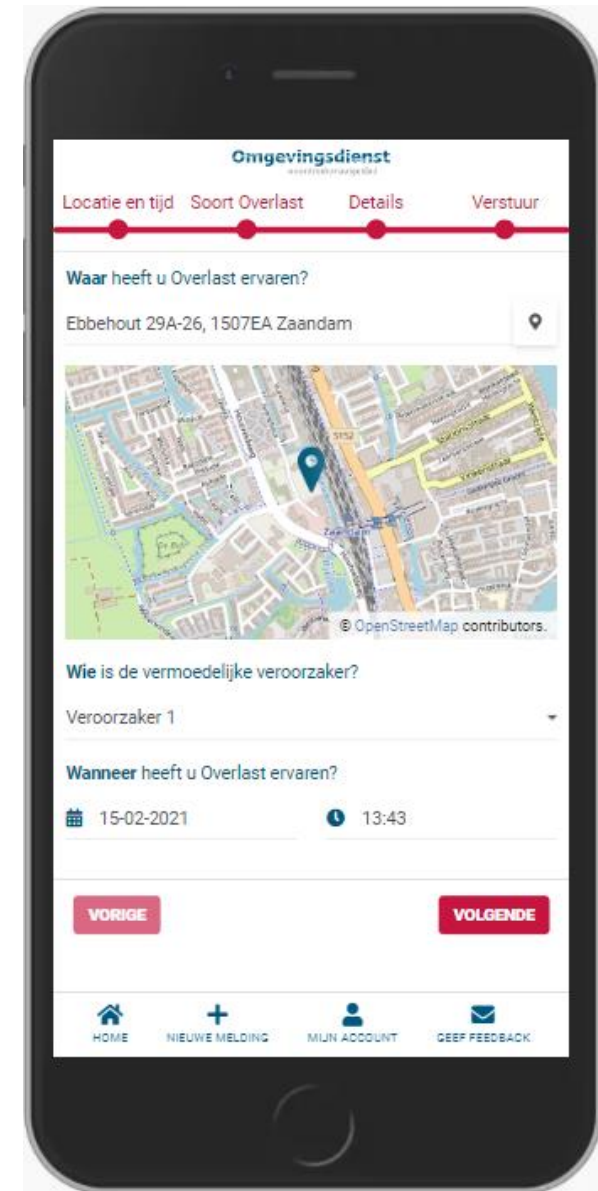 Omgevingsdienst
Locatie en tijd Soort Overlast Details Verstuur
Waar heeft u Overlast ervaren?
Ebbehout 29A-26, 1507EA Zaandam
S152
© OpenStreetMap contributors.
Wie is de vermoedelijke veroorzaker?
Veroorzaker 1
Wanneer heeft u Overlast ervaren?
15-02-2021 13:43
VORIGE VOLGENDE
HOME NIEUWE MELDING MIJN ACCOUNT GEEF FEEDBACK